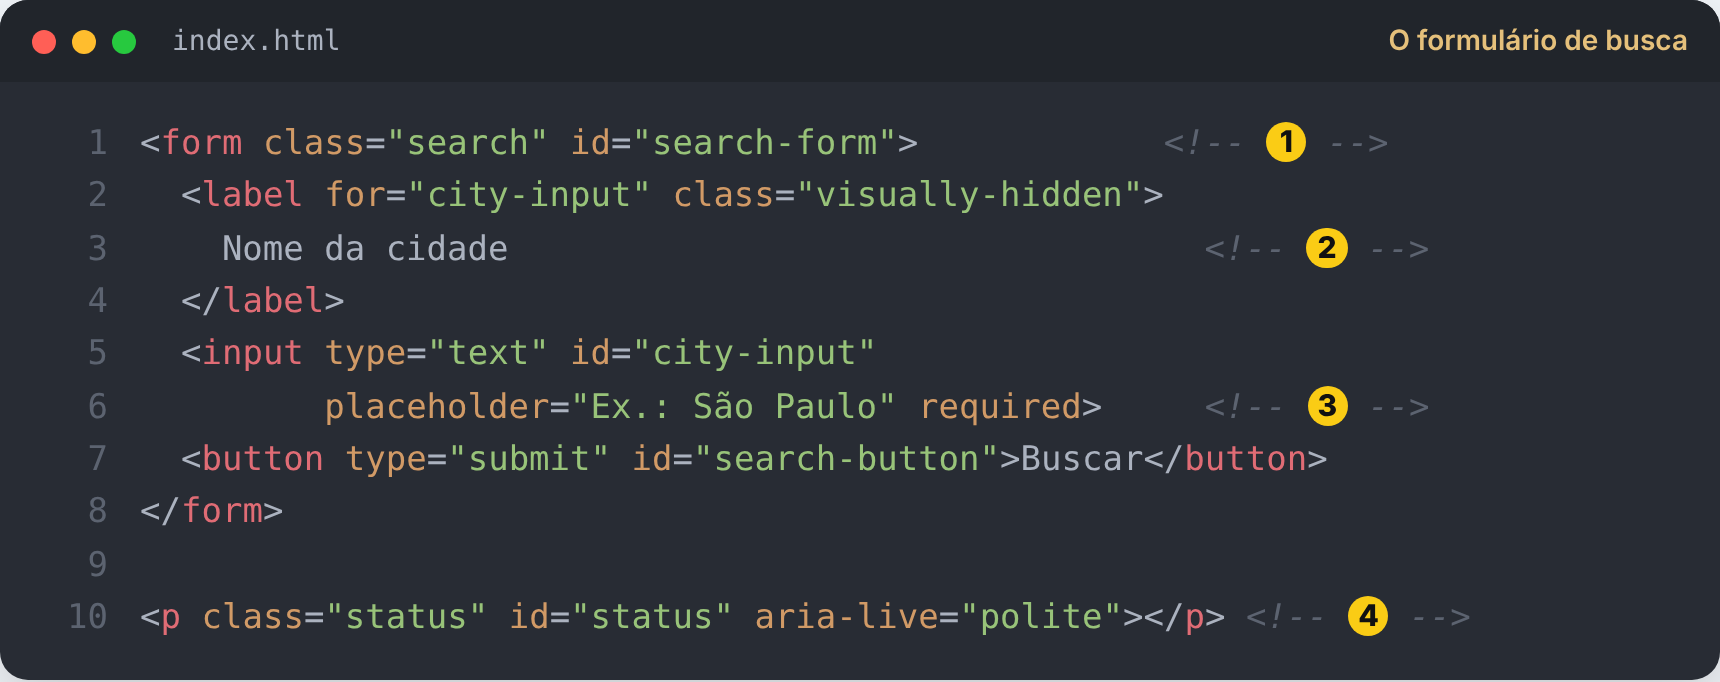 index.html
O formulário de busca
1 <form class="search" id="search-form"> <!-- 1 -->
2   <label for="city-input" class="visually-hidden">
3     Nome da cidade <!-- 2 -->
4   </label>
5   <input type="text" id="city-input"
6          placeholder="Ex.: São Paulo" required> <!-- 3 -->
7   <button type="submit" id="search-button">Buscar</button>
8 </form>
9
10 <p class="status" id="status" aria-live="polite"></p> <!-- 4 -->